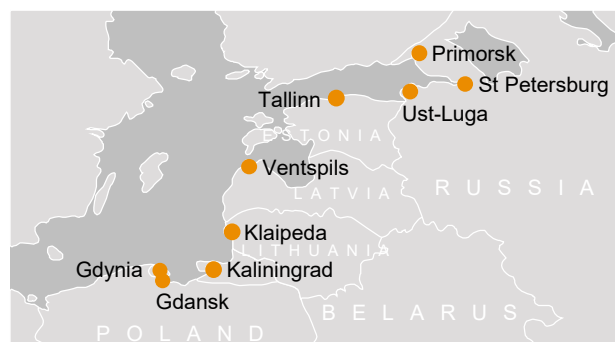 Primorsk
St Petersburg
Tallinn
Ust-Luga
ESTONIA
Ventspils
LATVIA
RUSSIA
Klaipeda
LITHUANIA
Gdynia
Kaliningrad
Gdansk
BELARUS
POLAND